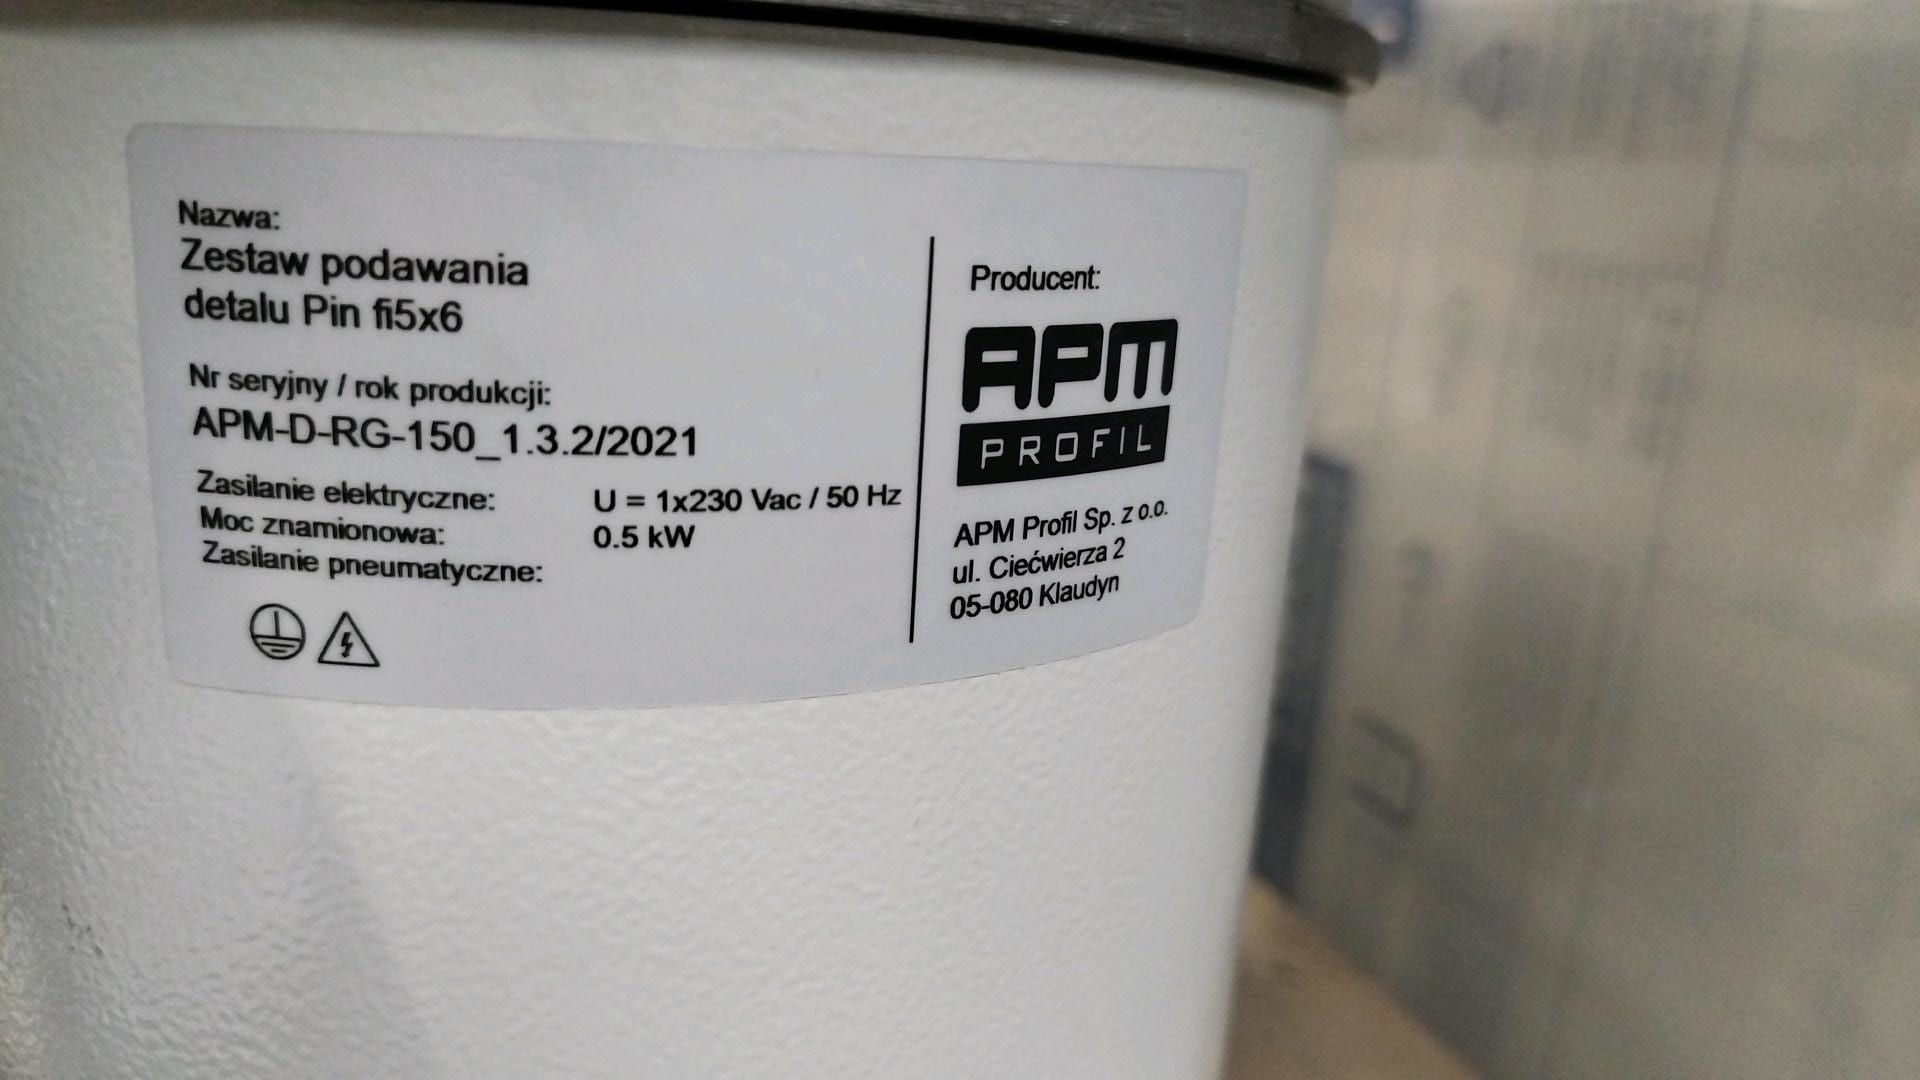 Nazwa:
Zestaw podawania
detalu Pin fi5x6
Nr seryjny / rok produkcji:
APM-D-RG-150_1.3.2/2021
Zasilanie elektryczne: U = 1x230 Vac / 50 Hz
Moc znamionowa: 0.5 kW
Zasilanie pneumatyczne:
Producent:
APM
PROFIL
APM Profil Sp. z o.o.
ul. Ciećwierza 2
05-080 Klaudyn